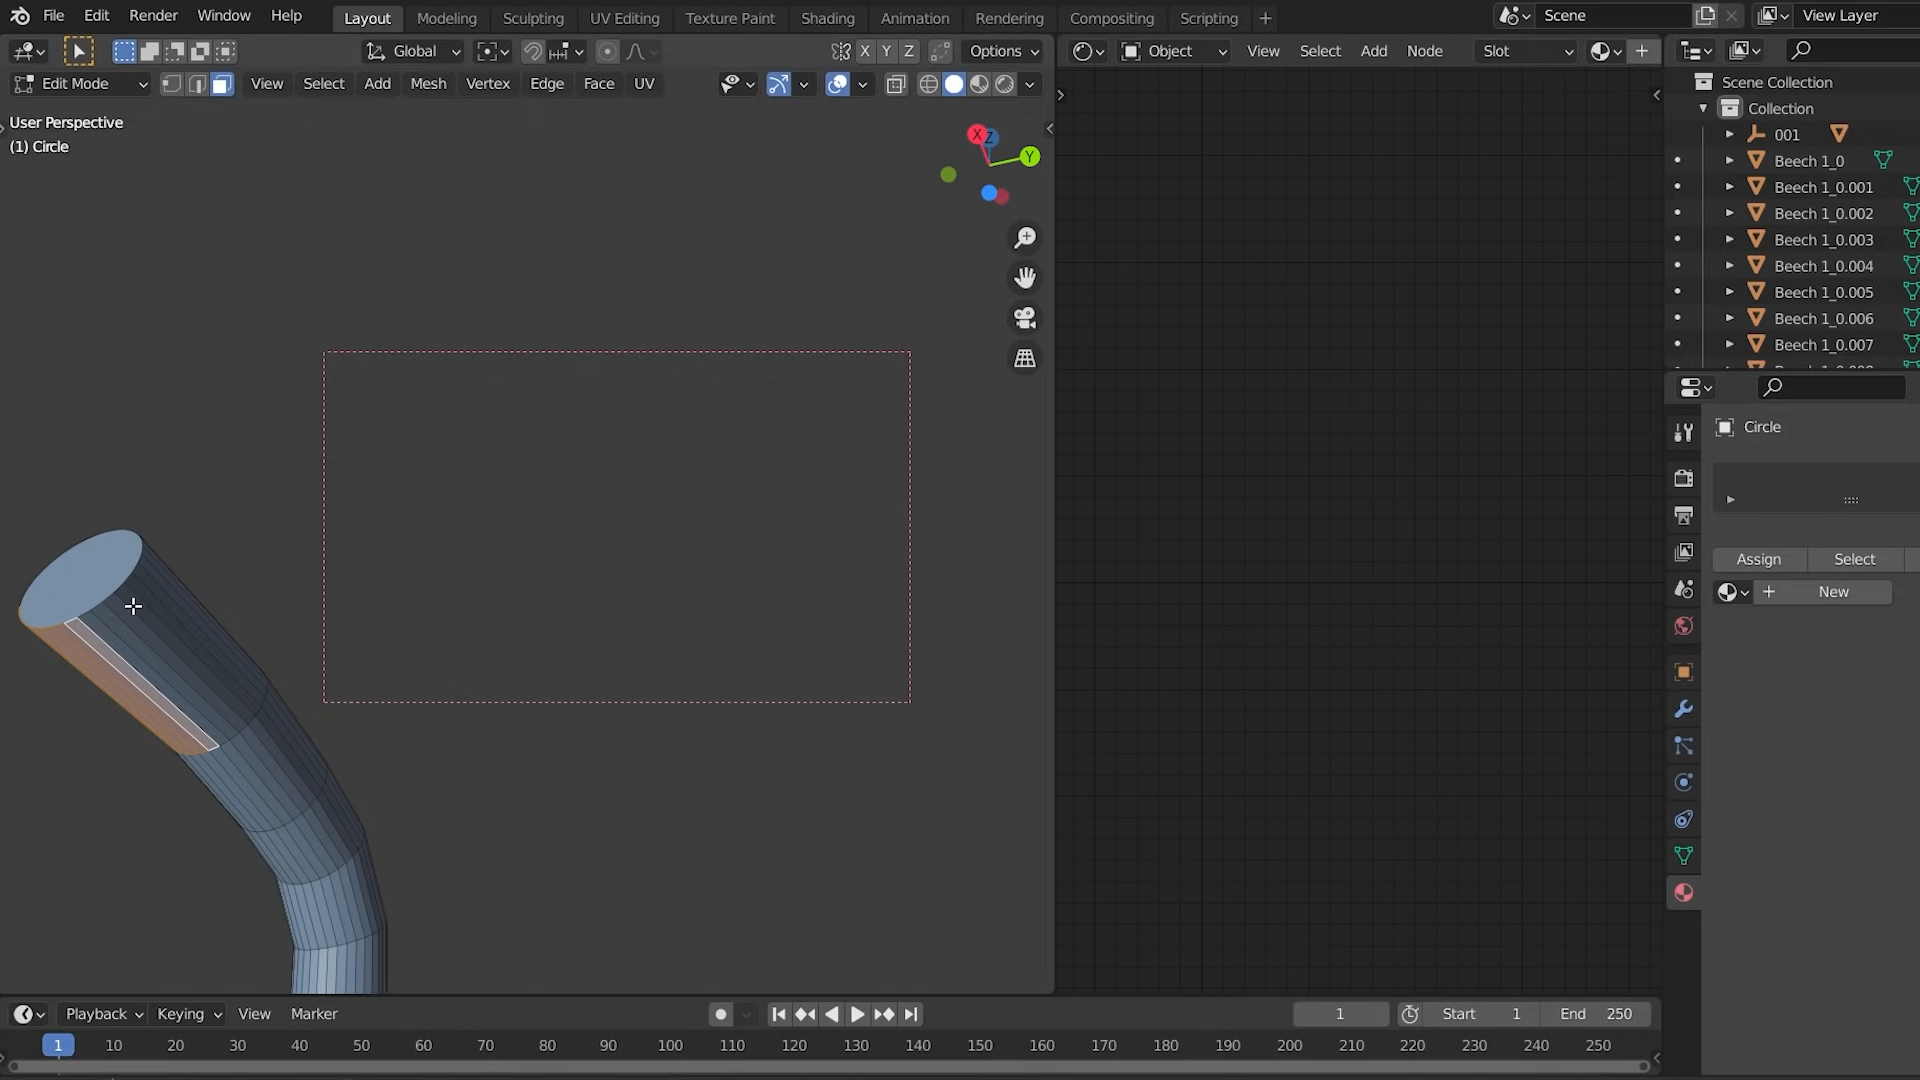 File Edit Render Window Help Layout Modeling Sculpting UV Editing Texture Paint Shading Animation Rendering Compositing Scripting + Scene View Layer
Global X Y Z Options Object View Select Add Node Slot
Edit Mode View Select Add Mesh Vertex Edge Face UV
Scene Collection
Collection
001
Beech 1_0
Beech 1_0.001
Beech 1_0.002
Beech 1_0.003
Beech 1_0.004
Beech 1_0.005
Beech 1_0.006
Beech 1_0.007
User Perspective
(1) Circle
X Z Y
Circle
Assign Select
+ New
Playback Keying View Marker 1 Start 1 End 250
1 10 20 30 40 50 60 70 80 90 100 110 120 130 140 150 160 170 180 190 200 210 220 230 240 250